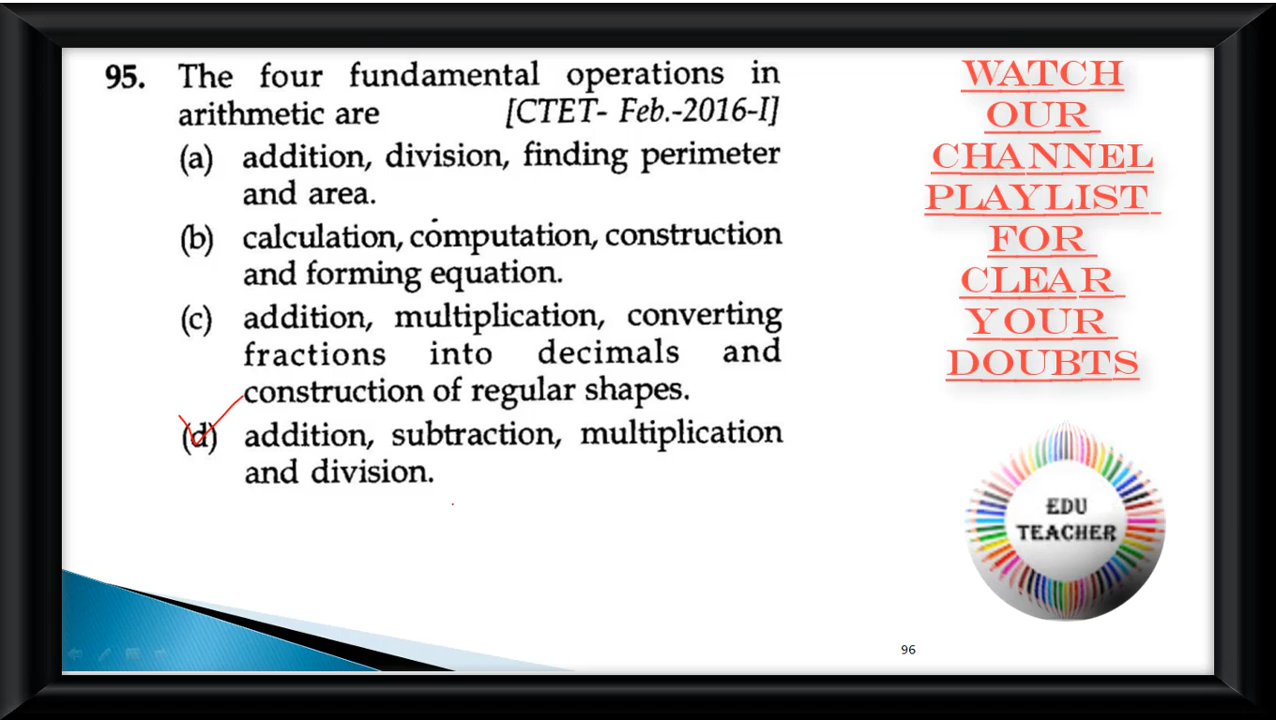 95. The four fundamental operations in
arithmetic are [CTET- Feb.-2016-I]
(a) addition, division, finding perimeter
and area.
(b) calculation, computation, construction
and forming equation.
(c) addition, multiplication, converting
fractions into decimals and
construction of regular shapes.
(d) addition, subtraction, multiplication
and division.
WATCH
OUR
CHANNEL
PLAYLIST
FOR
CLEAR
YOUR
DOUBTS
EDU
TEACHER
96